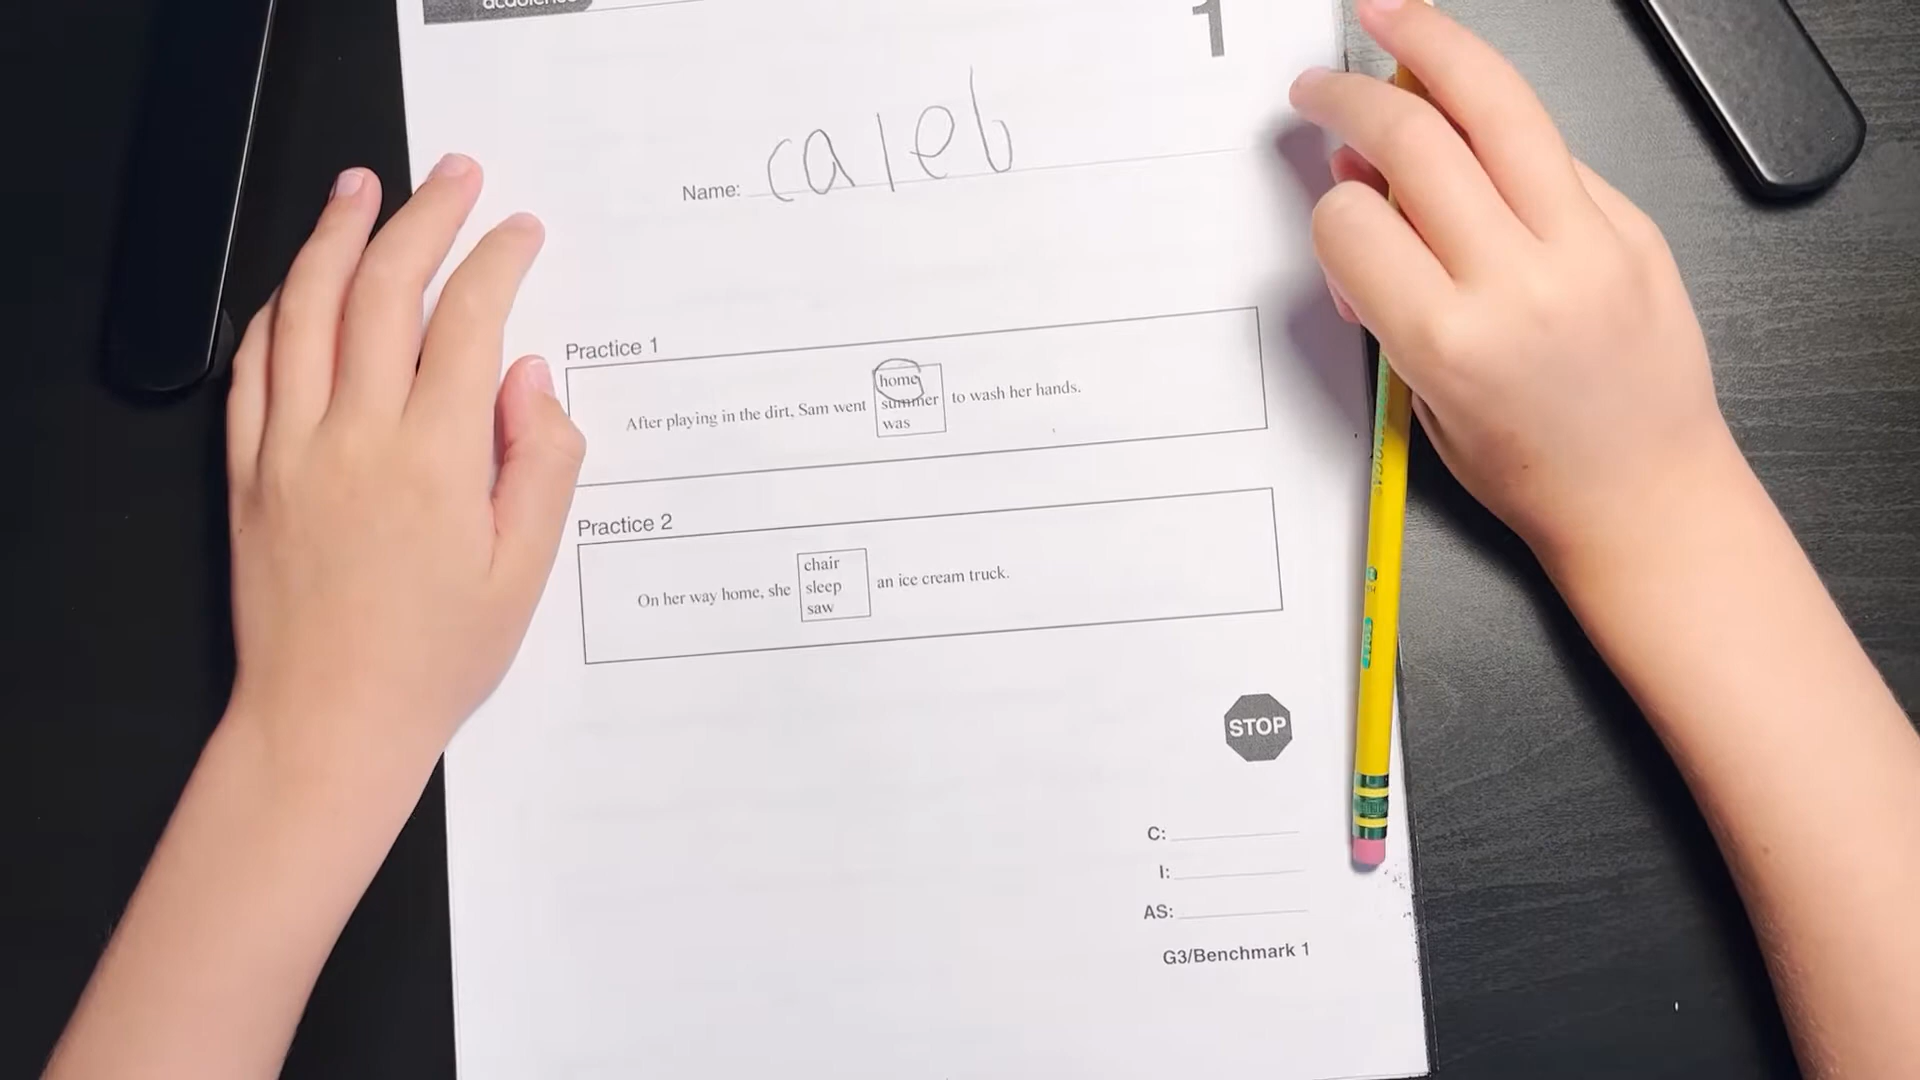 acadience
1
Name: caleb
Practice 1
home
After playing in the dirt, Sam went summer to wash her hands.
was
Practice 2
chair
On her way home, she sleep an ice cream truck.
saw
STOP
C:
I:
AS:
G3/Benchmark 1